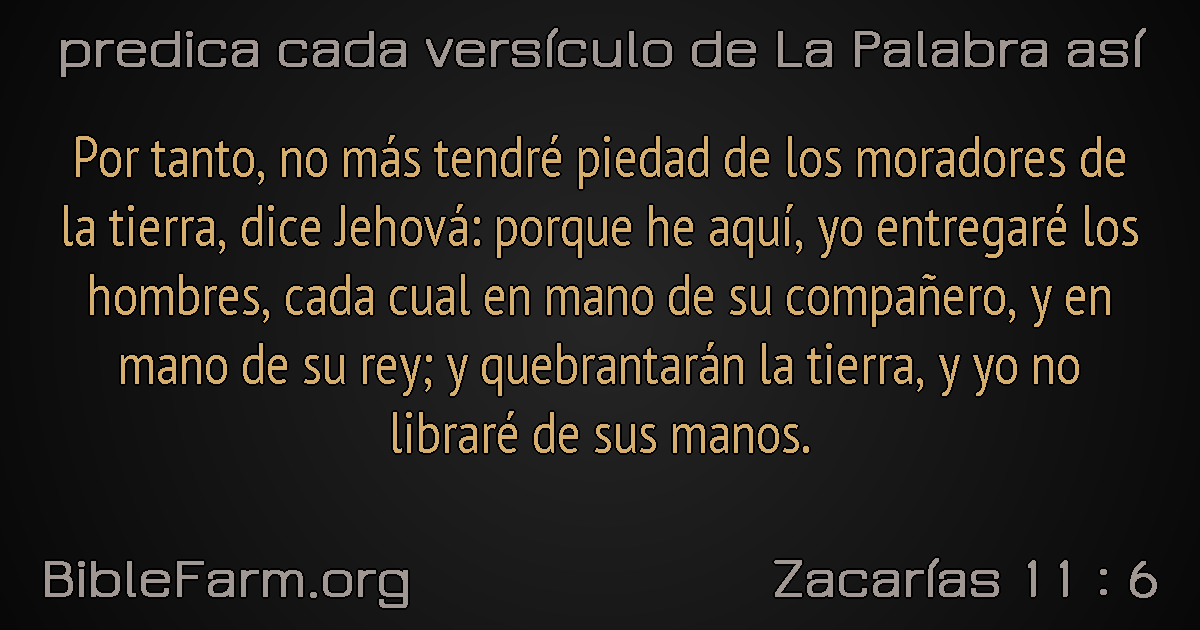 predica cada versículo de La Palabra así
Por tanto, no más tendré piedad de los moradores de
la tierra, dice Jehová: porque he aquí, yo entregaré los
hombres, cada cual en mano de su compañero, y en
mano de su rey; y quebrantarán la tierra, y yo no
libraré de sus manos.
BibleFarm.org
Zacarías 11 : 6